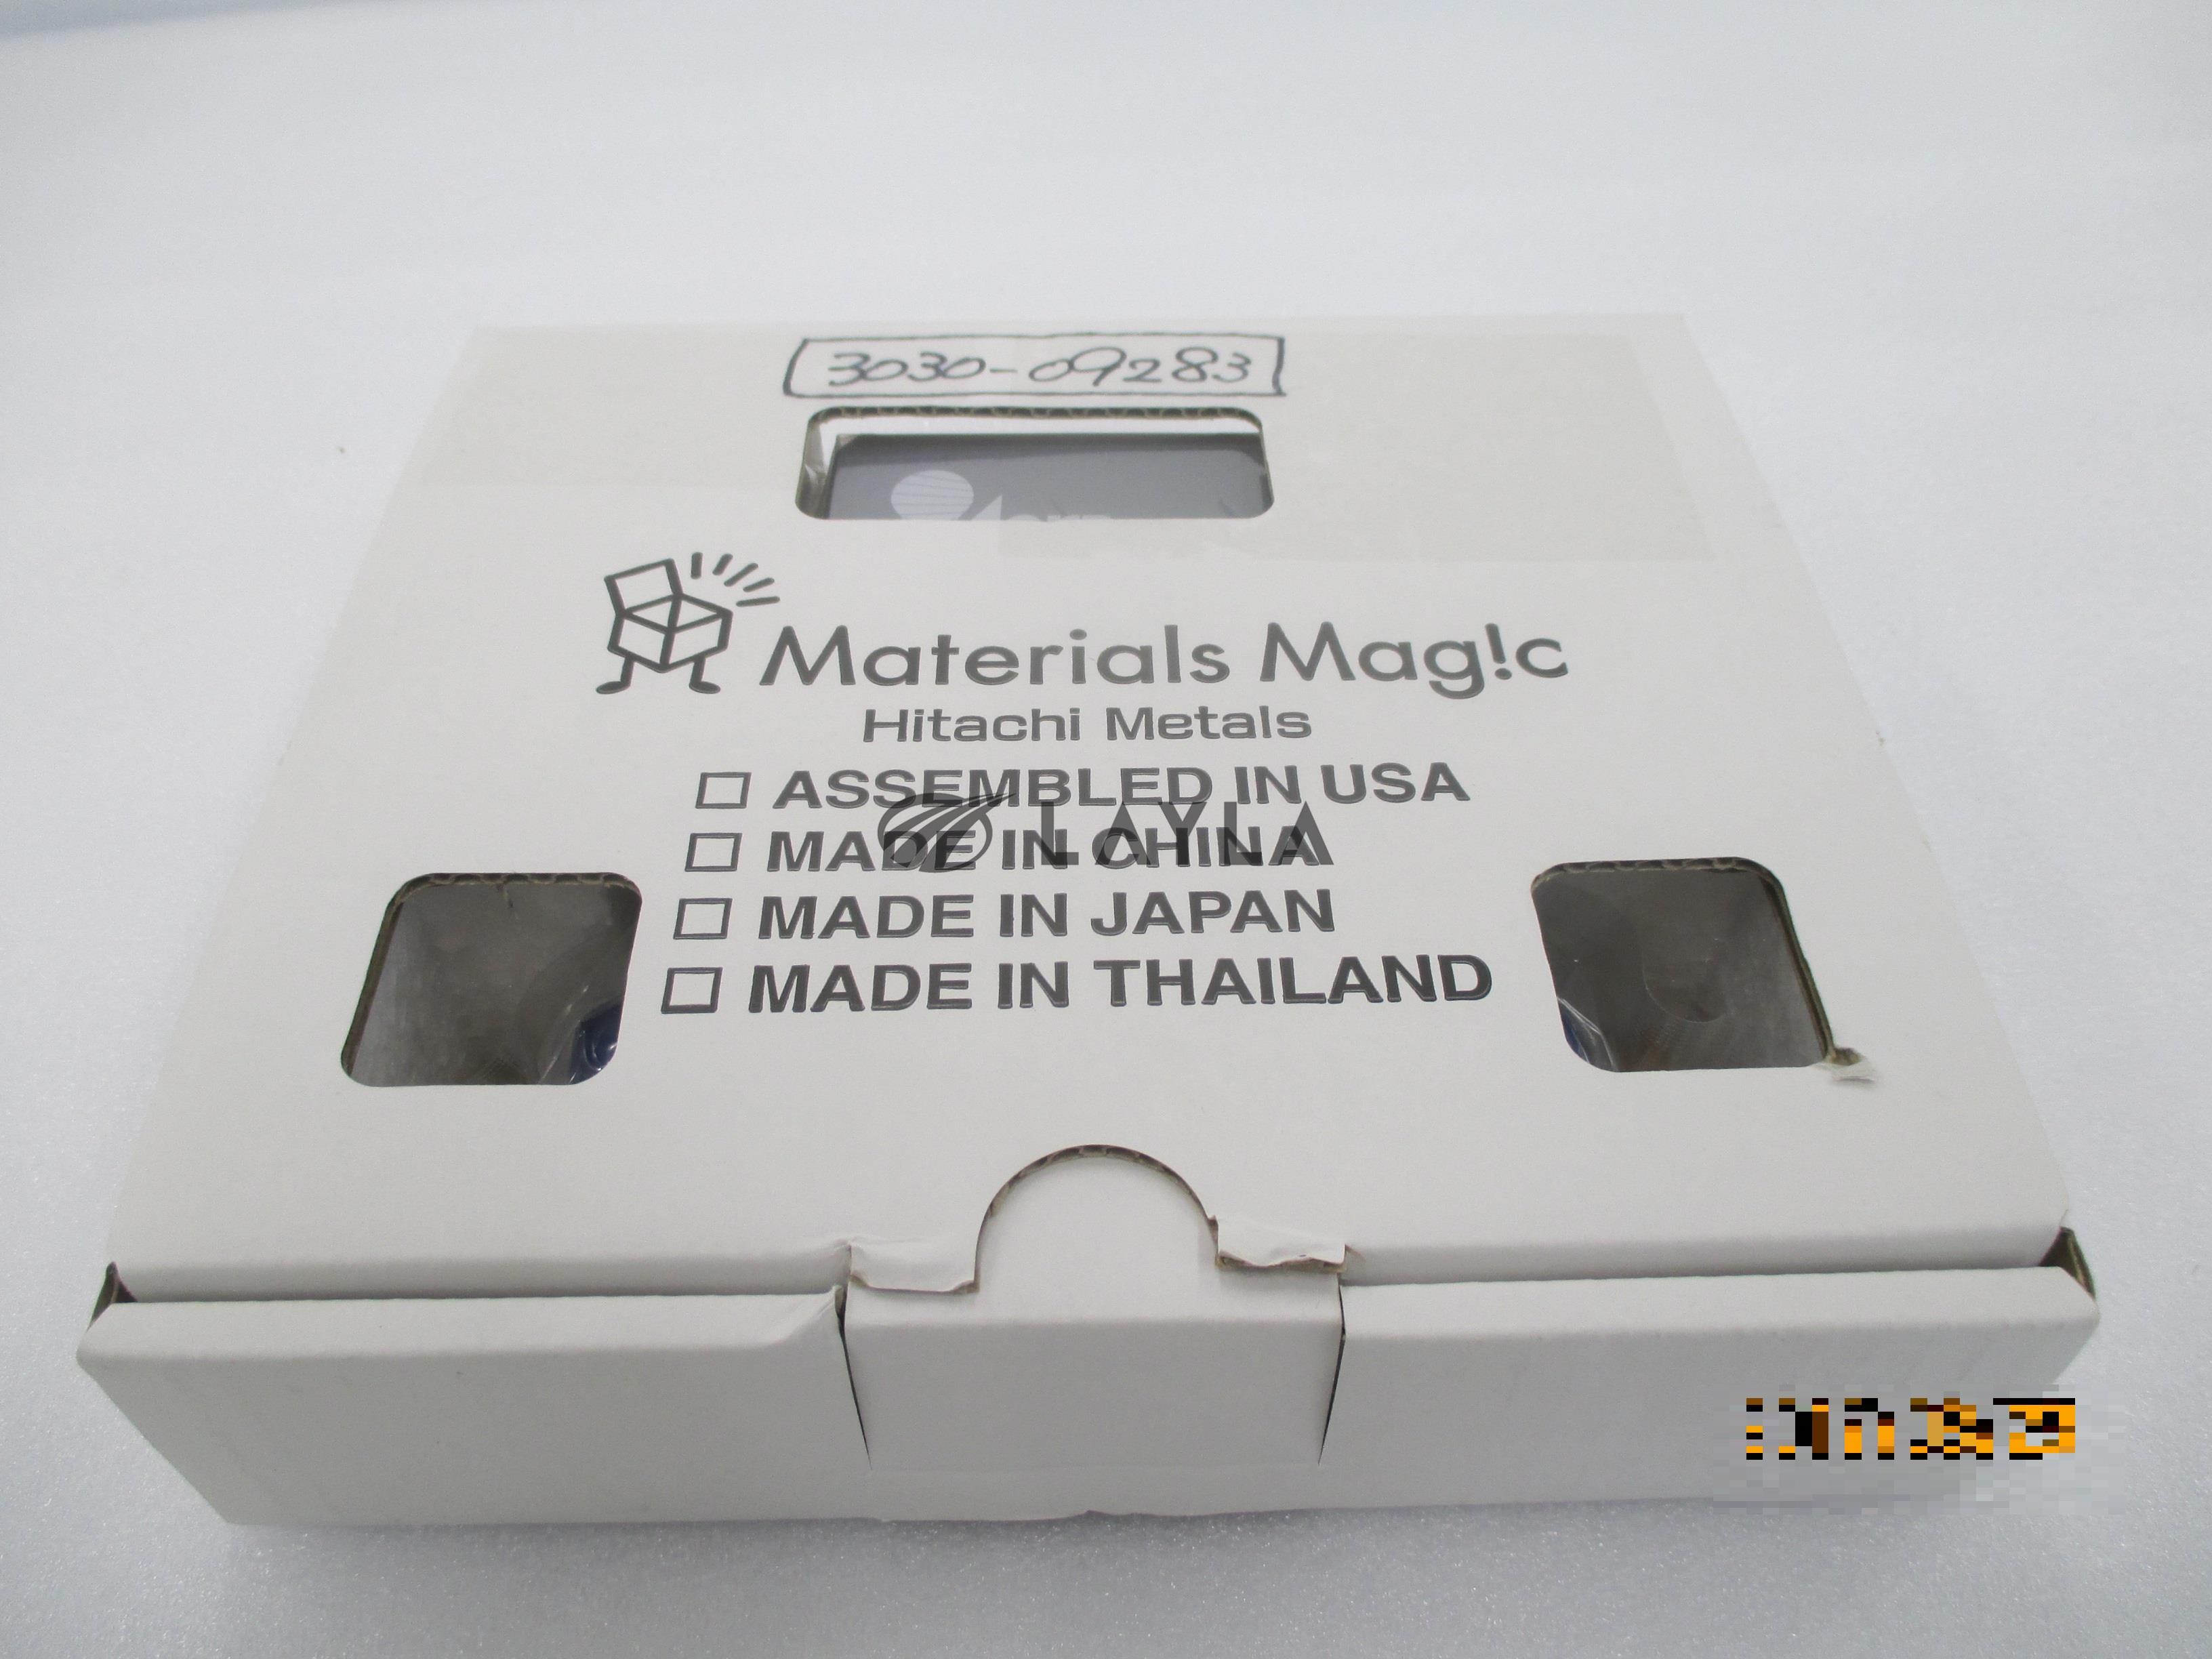 3030-09283
Materials Mag!c
Hitachi Metals
ASSEMBLED IN USA
LAYLA
MADE IN CHINA
MADE IN JAPAN
MADE IN THAILAND